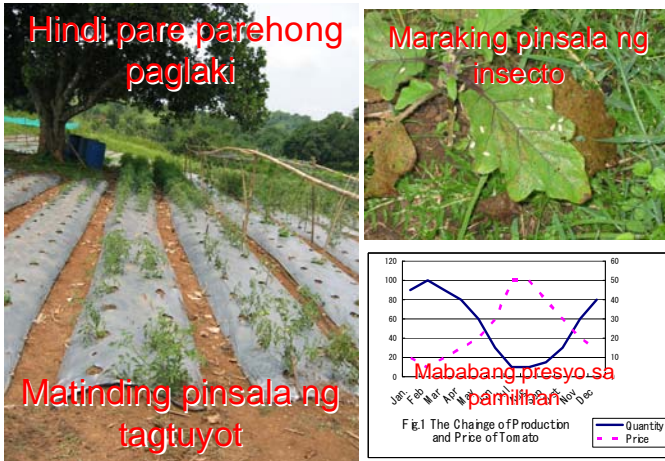 Hindi pare parehong
paglaki
Matinding pinsala ng
tagtuyot
Maraking pinsala ng
insecto
120
100
80
60
40
20
0
60
50
40
30
20
10
Mababang presyo sa
pamilihan
Jan. Feb Mar Apr May Oct Nov Dec
Fig.1 The Change of Production
and Price of Tomato
Quantity
Price